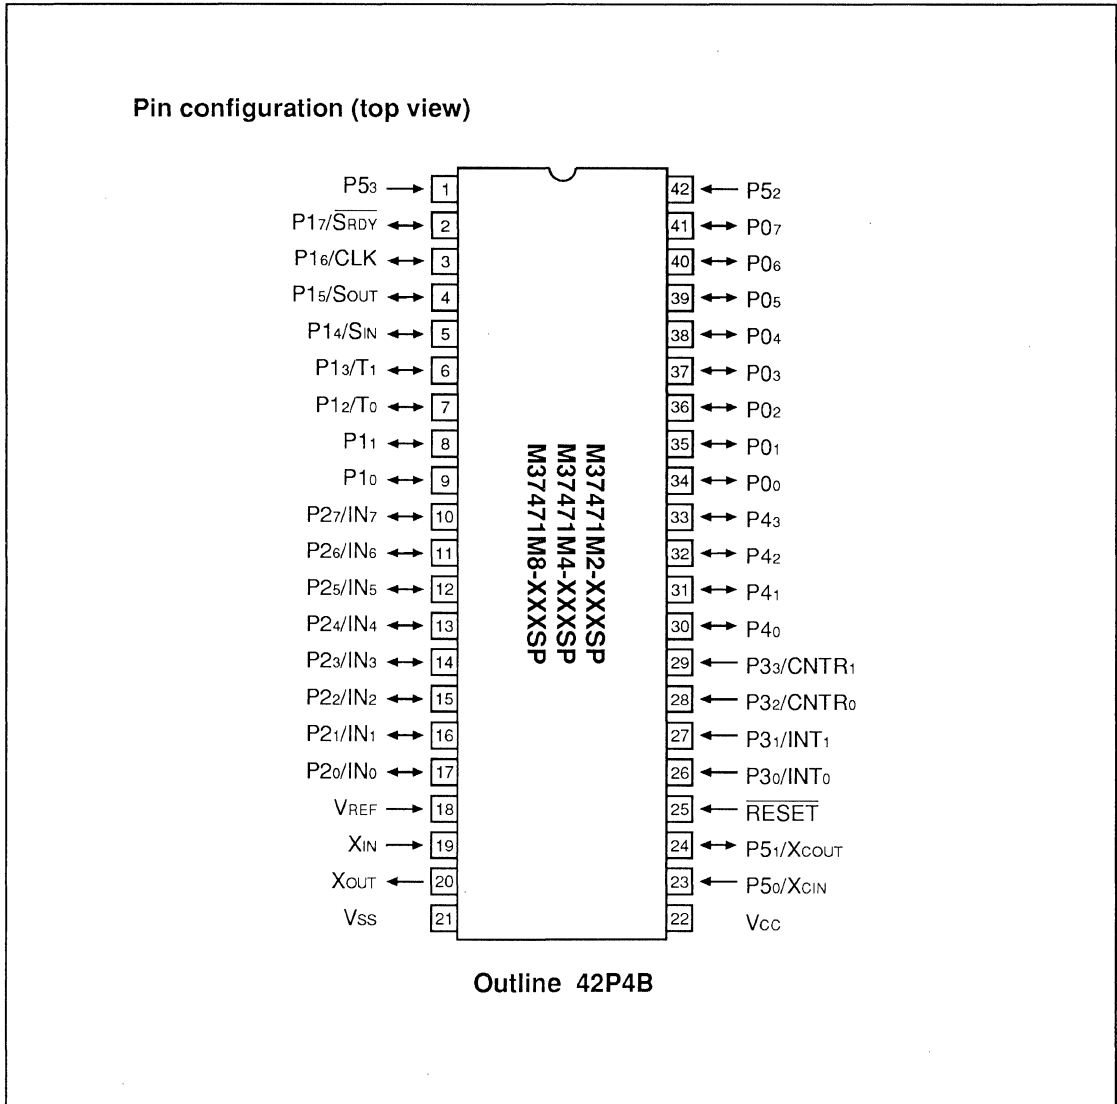 Pin configuration (top view)
P53 1 42 P52
P17/SRDY 2 41 P07
P16/CLK 3 40 P06
P15/SOUT 4 39 P05
P14/SIN 5 38 P04
P13/T1 6 37 P03
P12/T0 7 36 P02
P11 8 35 P01
P10 9 34 P00
P27/IN7 10 33 P43
P26/IN6 11 32 P42
P25/IN5 12 31 P41
P24/IN4 13 30 P40
P23/IN3 14 29 P33/CNTR1
P22/IN2 15 28 P32/CNTR0
P21/IN1 16 27 P31/INT1
P20/IN0 17 26 P30/INT0
VREF 18 25 RESET
XIN 19 24 P51/XCOUT
XOUT 20 23 P50/XCIN
VSS 21 22 VCC
M37471M2-XXXSP
M37471M4-XXXSP
M37471M8-XXXSP
Outline 42P4B